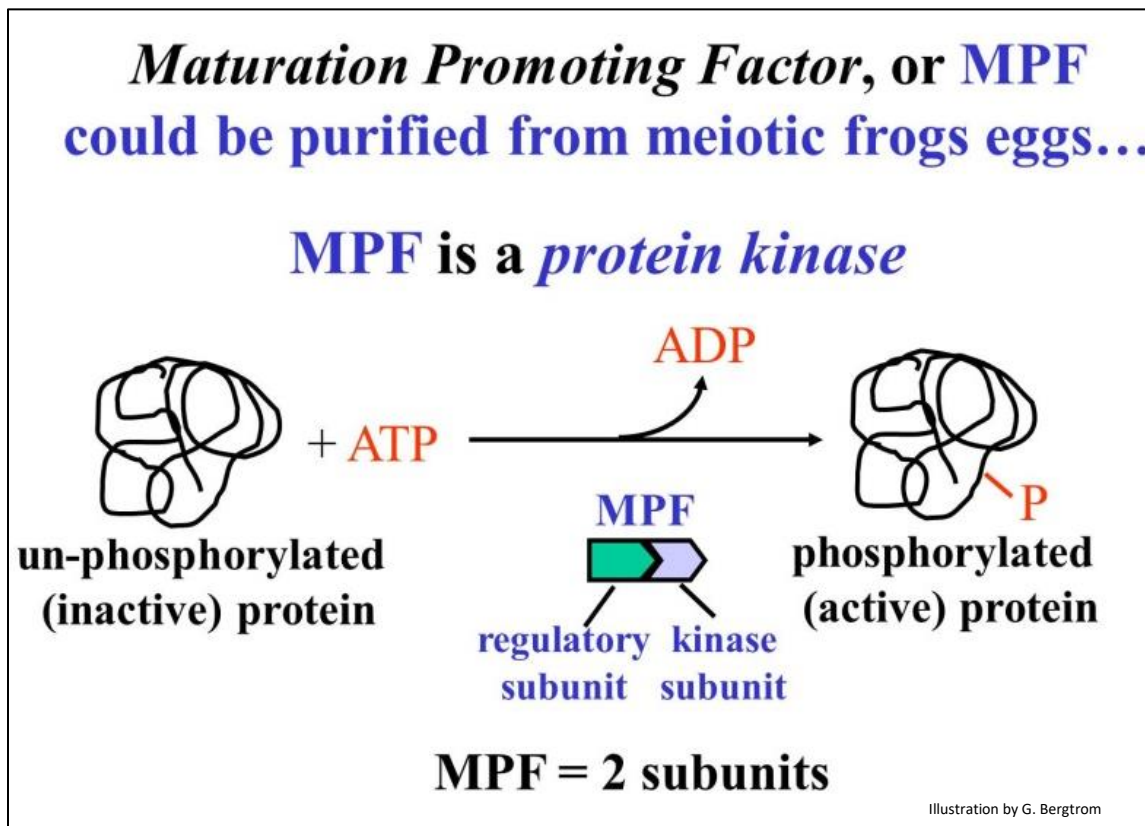 Maturation Promoting Factor, or MPF
could be purified from meiotic frogs eggs…
MPF is a protein kinase
ADP
+ ATP
P
MPF
un-phosphorylated
(inactive) protein
phosphorylated
(active) protein
regulatory
subunit
kinase
subunit
MPF = 2 subunits
Illustration by G. Bergtrom